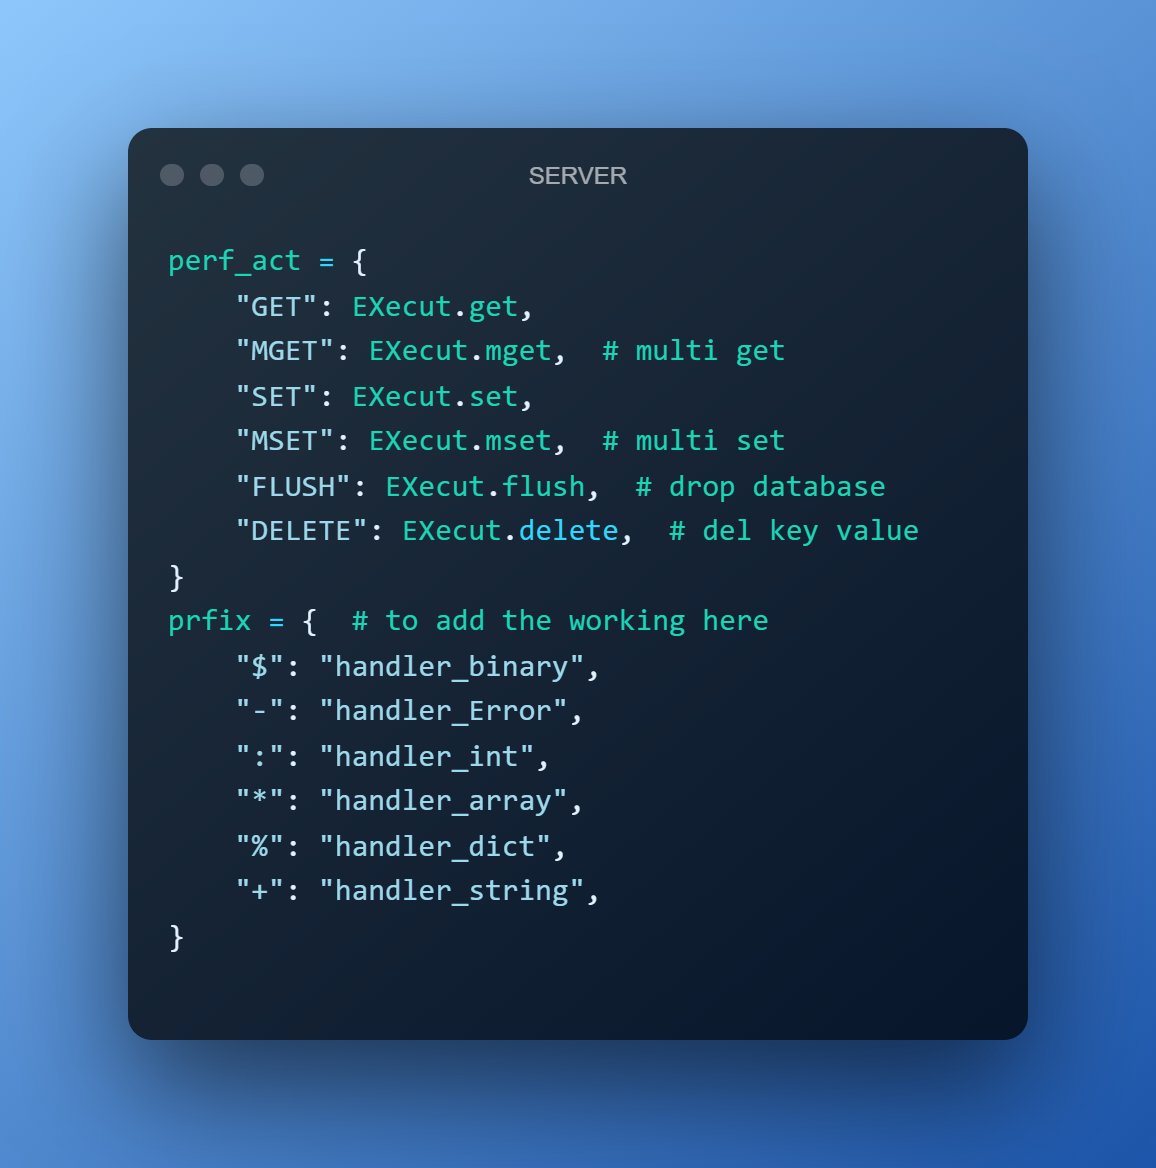 SERVER
perf_act = {
    "GET": EXecut.get,
    "MGET": EXecut.mget,  # multi get
    "SET": EXecut.set,
    "MSET": EXecut.mset,  # multi set
    "FLUSH": EXecut.flush,  # drop database
    "DELETE": EXecut.delete,  # del key value
}
prfix = {  # to add the working here
    "$": "handler_binary",
    "-": "handler_Error",
    ":": "handler_int",
    "*": "handler_array",
    "%": "handler_dict",
    "+": "handler_string",
}